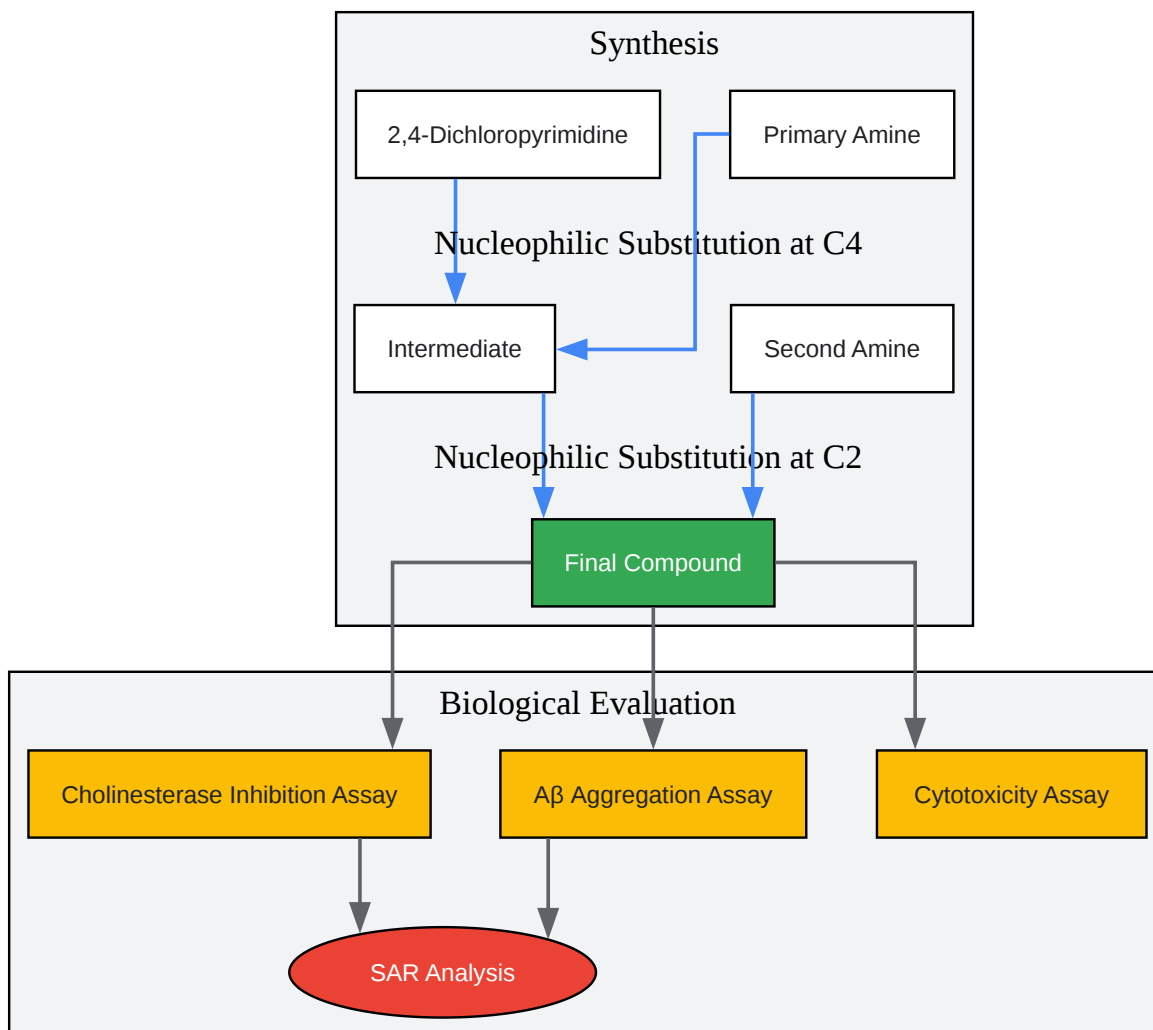 Synthesis
2,4-Dichloropyrimidine
Primary Amine
Nucleophilic Substitution at C4
Intermediate
Second Amine
Nucleophilic Substitution at C2
Final Compound
Biological Evaluation
Cholinesterase Inhibition Assay
Aβ Aggregation Assay
Cytotoxicity Assay
SAR Analysis